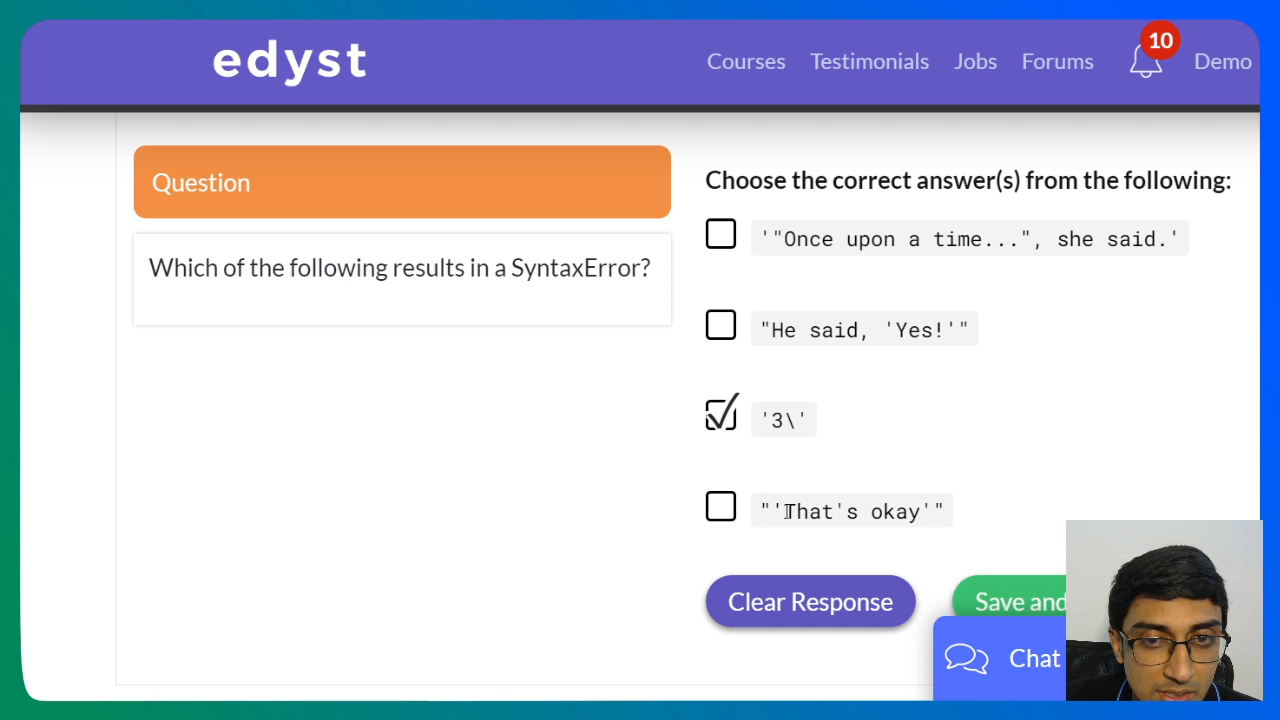 edyst
Courses Testimonials Jobs Forums 10 Demo
Question
Which of the following results in a SyntaxError?
Choose the correct answer(s) from the following:
'"Once upon a time...", she said.'
"He said, 'Yes!'"
'3\'
"'That's okay'"
Clear Response
Save and
Chat